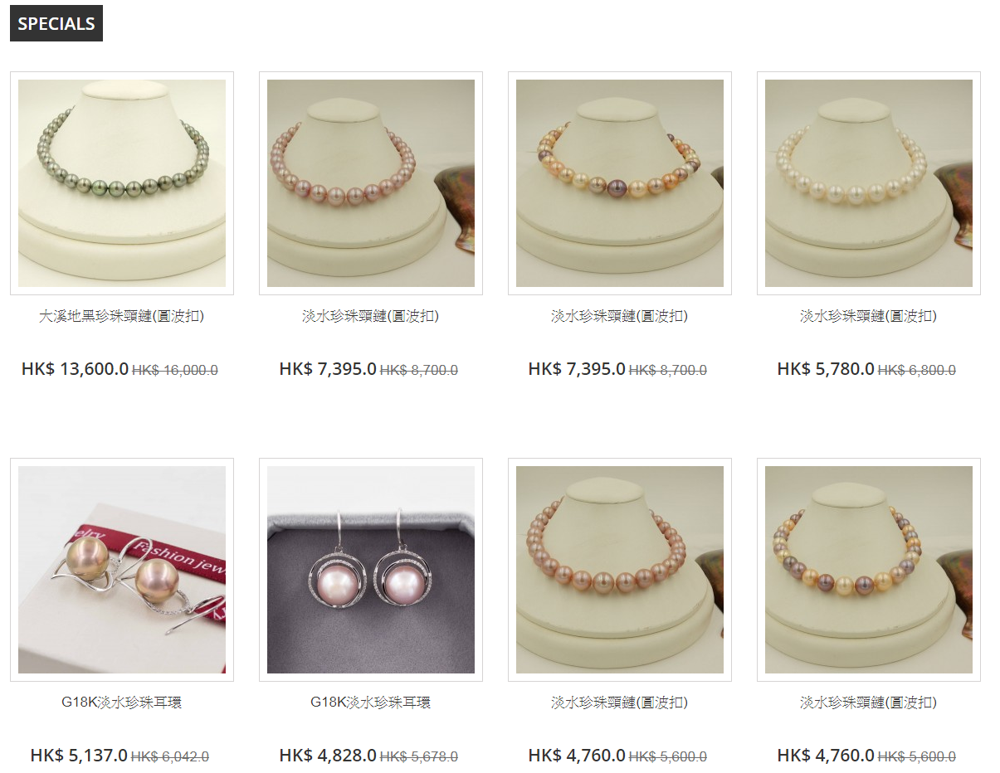 SPECIALS
大溪地黑珍珠頸鏈(圓波扣)
淡水珍珠頸鏈(圓波扣)
淡水珍珠頸鏈(圓波扣)
淡水珍珠頸鏈(圓波扣)
HK$ 13,600.0 HK$ 16,000.0
HK$ 7,395.0 HK$ 8,700.0
HK$ 7,395.0 HK$ 8,700.0
HK$ 5,780.0 HK$ 6,800.0
elry
Fashion jew
G18K淡水珍珠耳環
G18K淡水珍珠耳環
淡水珍珠頸鏈(圓波扣)
淡水珍珠頸鏈(圓波扣)
HK$ 5,137.0 HK$ 6,042.0
HK$ 4,828.0 HK$ 5,678.0
HK$ 4,760.0 HK$ 5,600.0
HK$ 4,760.0 HK$ 5,600.0